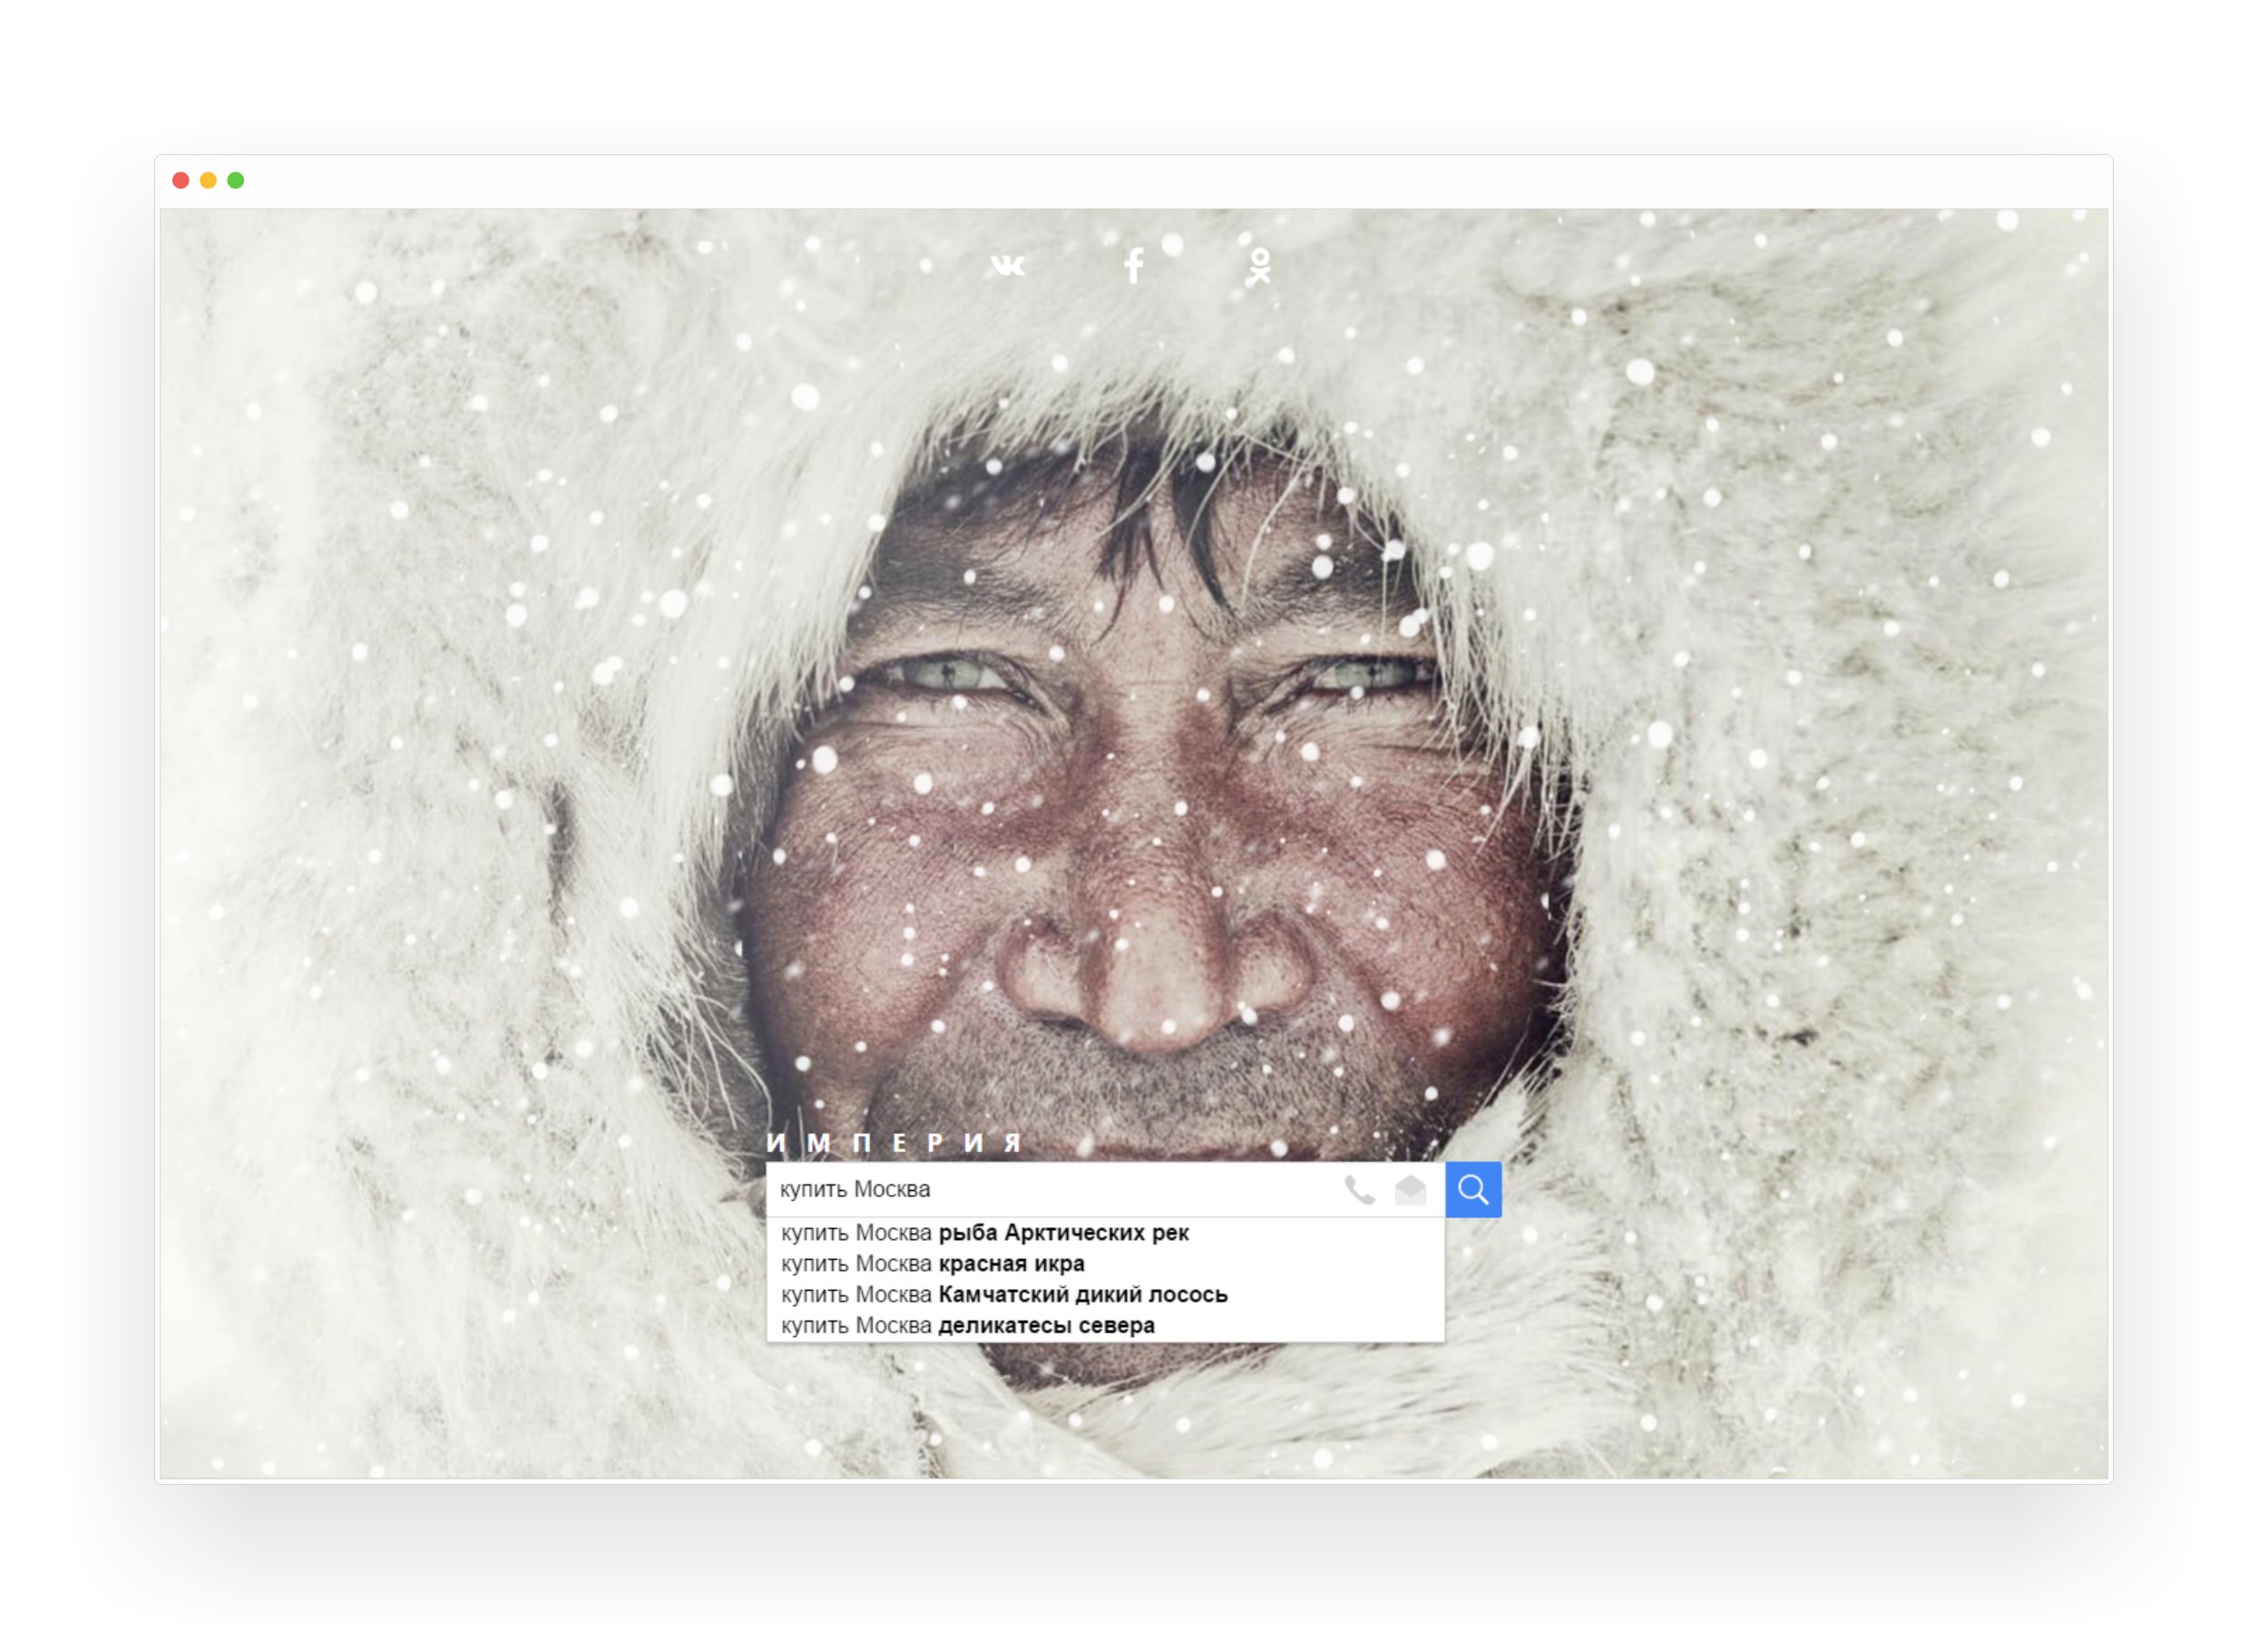 ИМПЕРИЯ
купить Москва
купить Москва рыба Арктических рек
купить Москва красная икра
купить Москва Камчатский дикий лосось
купить Москва деликатесы севера